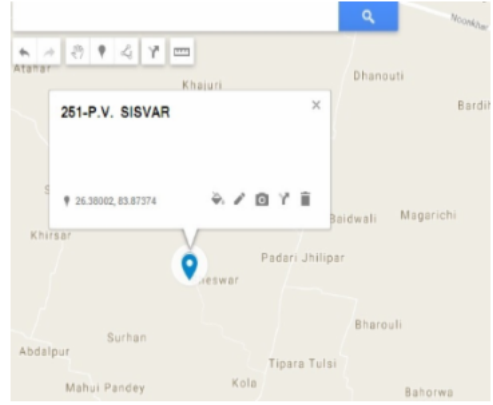 Noonkhar
Atahar
Khajuri
Dhanouti
Bardih
251-P.V. SISVAR
26.38002, 83.87374
Baidwali
Magarichi
Khirsar
Padari Jhilipar
eswar
Bharouli
Surhan
Abdalpur
Tipara Tulsi
Mahui Pandey
Kola
Bahorwa